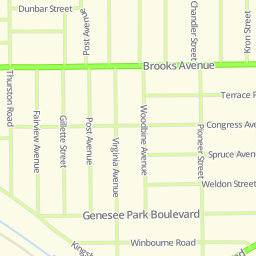 Dunbar Street
Post Avenue
Chandler Street
Kron Street
Brooks Avenue
Terrace
Thurston Road
Fairview Avenue
Gillette Street
Post Avenue
Virginia Avenue
Woodbine Avenue
Pioneer Street
Congress Ave
Spruce Avenue
Weldon Street
Genesee Park Boulevard
Winbourne Road